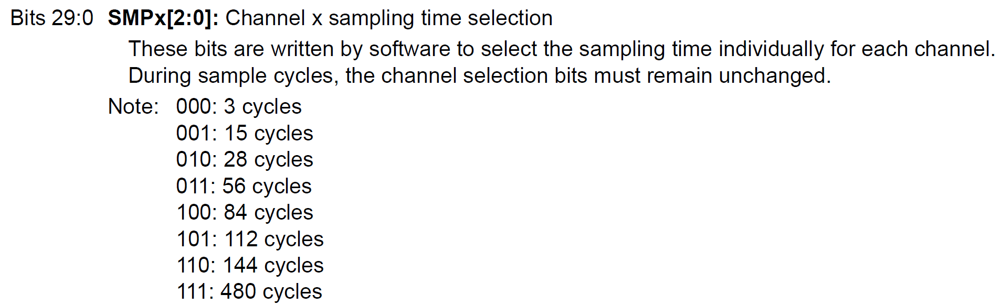 Bits 29:0 SMPx[2:0]: Channel x sampling time selection
These bits are written by software to select the sampling time individually for each channel.
During sample cycles, the channel selection bits must remain unchanged.
Note: 000: 3 cycles
001: 15 cycles
010: 28 cycles
011: 56 cycles
100: 84 cycles
101: 112 cycles
110: 144 cycles
111: 480 cycles